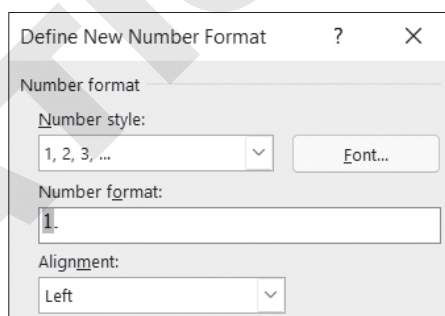 Define New Number Format ? ×
Number format
Number style:
1, 2, 3, ...
Font...
Number format:
1.
Alignment:
Left